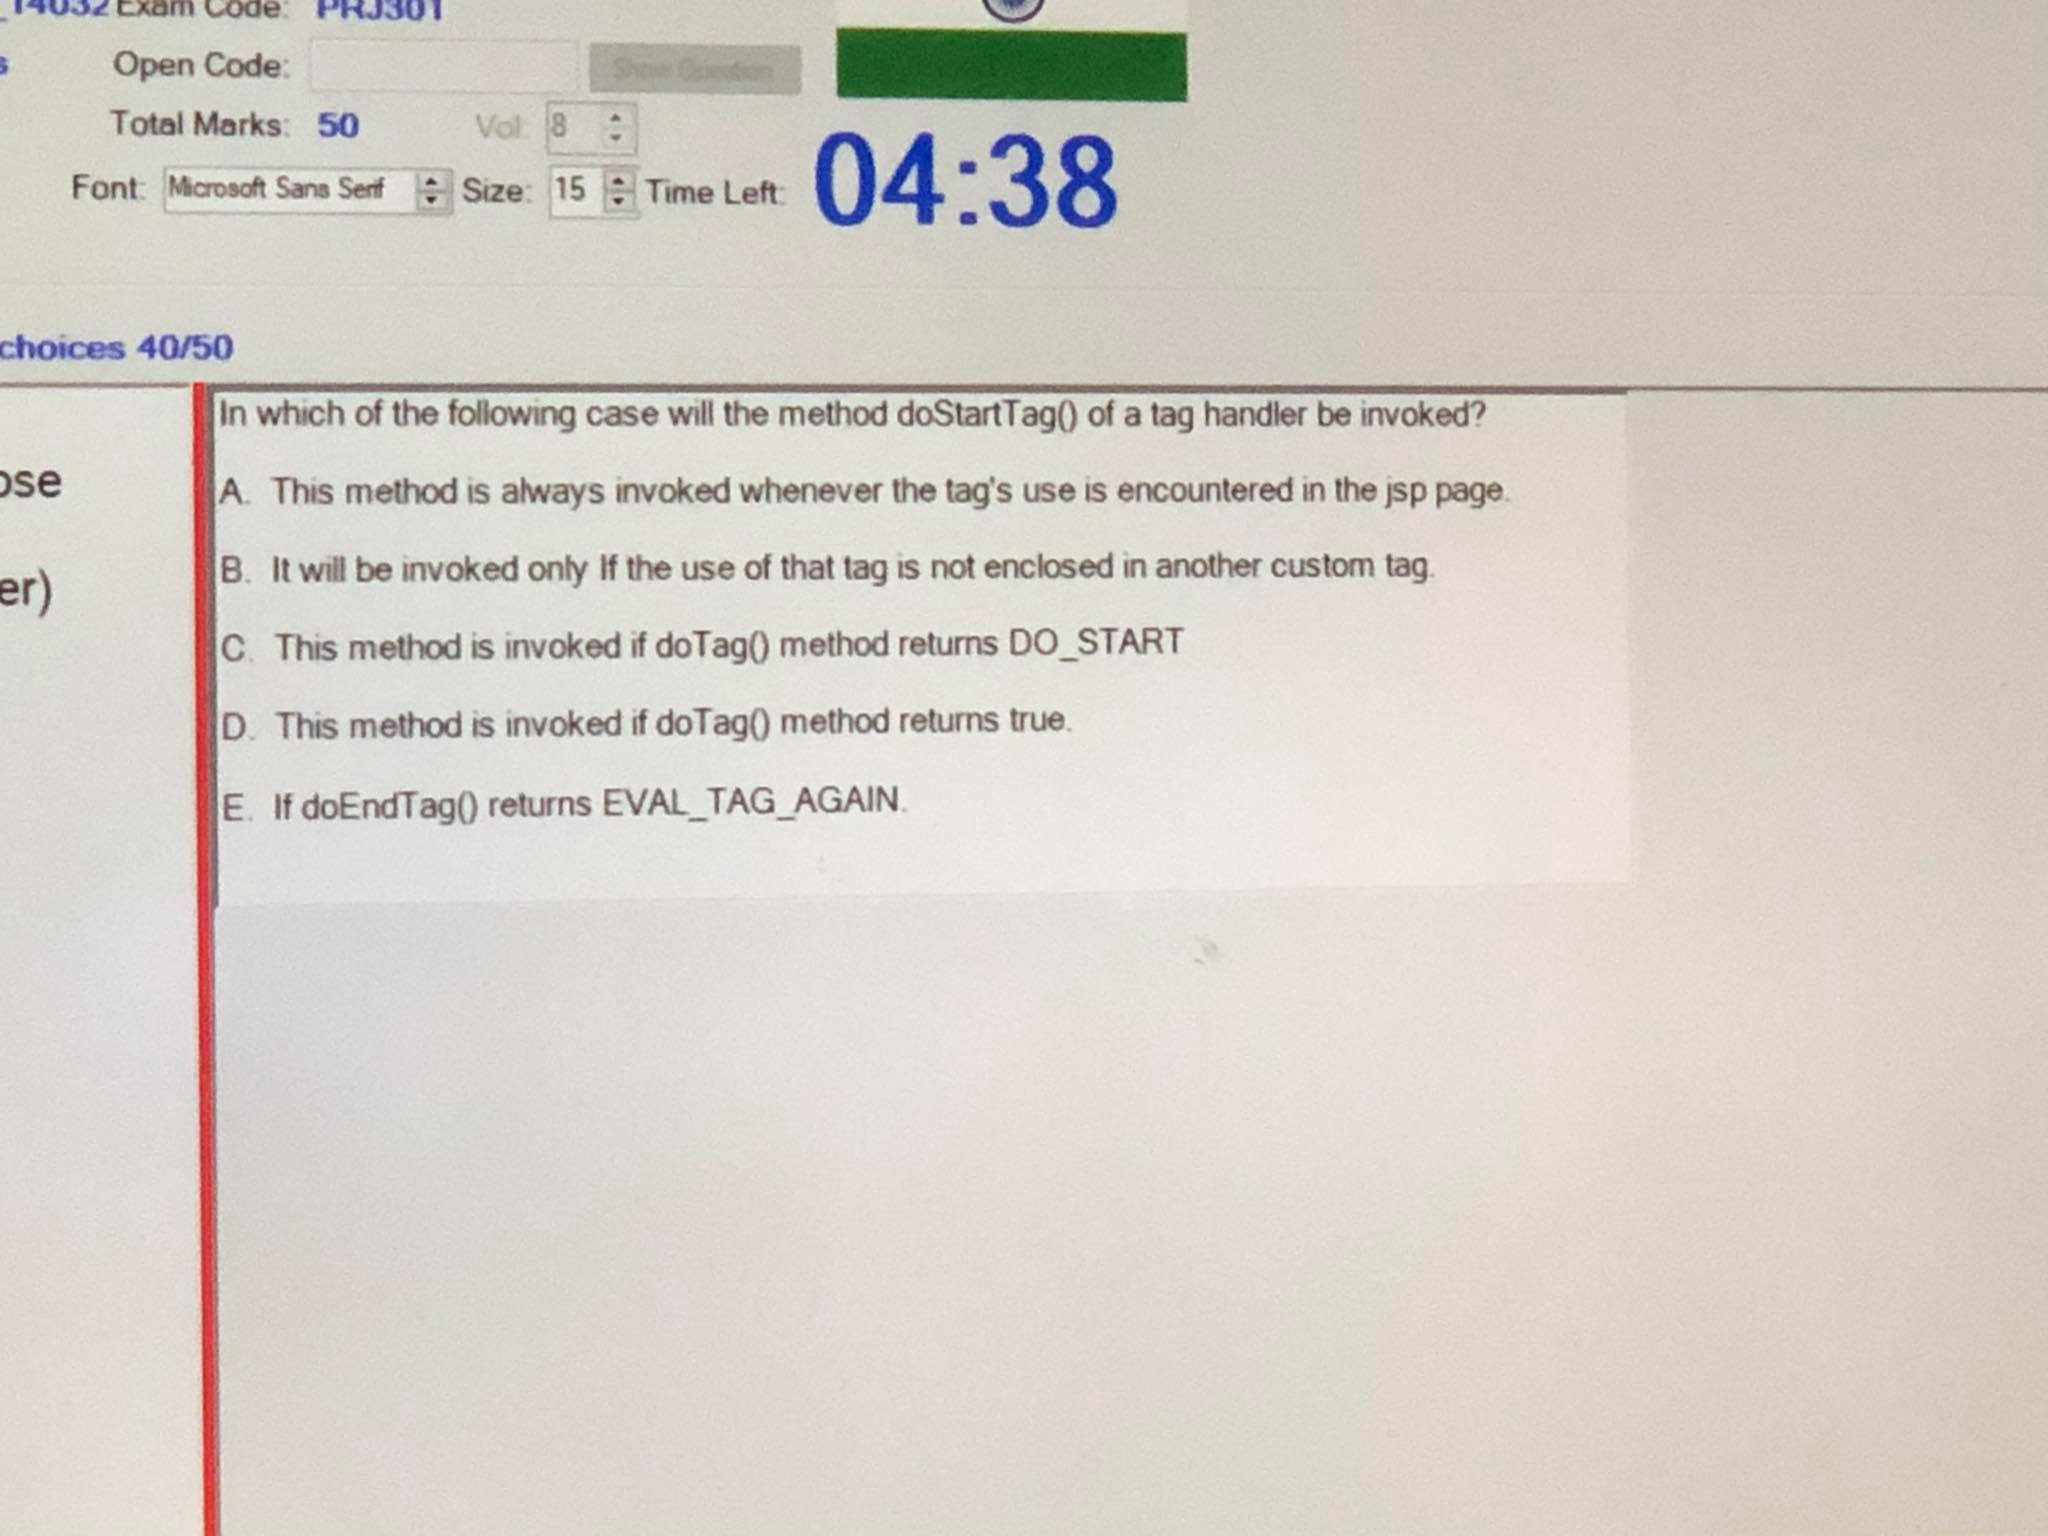 _14032 Exam Code: PRJ301
s Open Code: Show Question
Total Marks: 50 Vol: 8
Font: Microsoft Sans Serif Size: 15 Time Left: 04:38
choices 40/50
In which of the following case will the method doStartTag() of a tag handler be invoked?
ose
A. This method is always invoked whenever the tag's use is encountered in the jsp page.
B. It will be invoked only If the use of that tag is not enclosed in another custom tag.
er)
C. This method is invoked if doTag() method returns DO_START
D. This method is invoked if doTag() method returns true.
E. If doEndTag() returns EVAL_TAG_AGAIN.